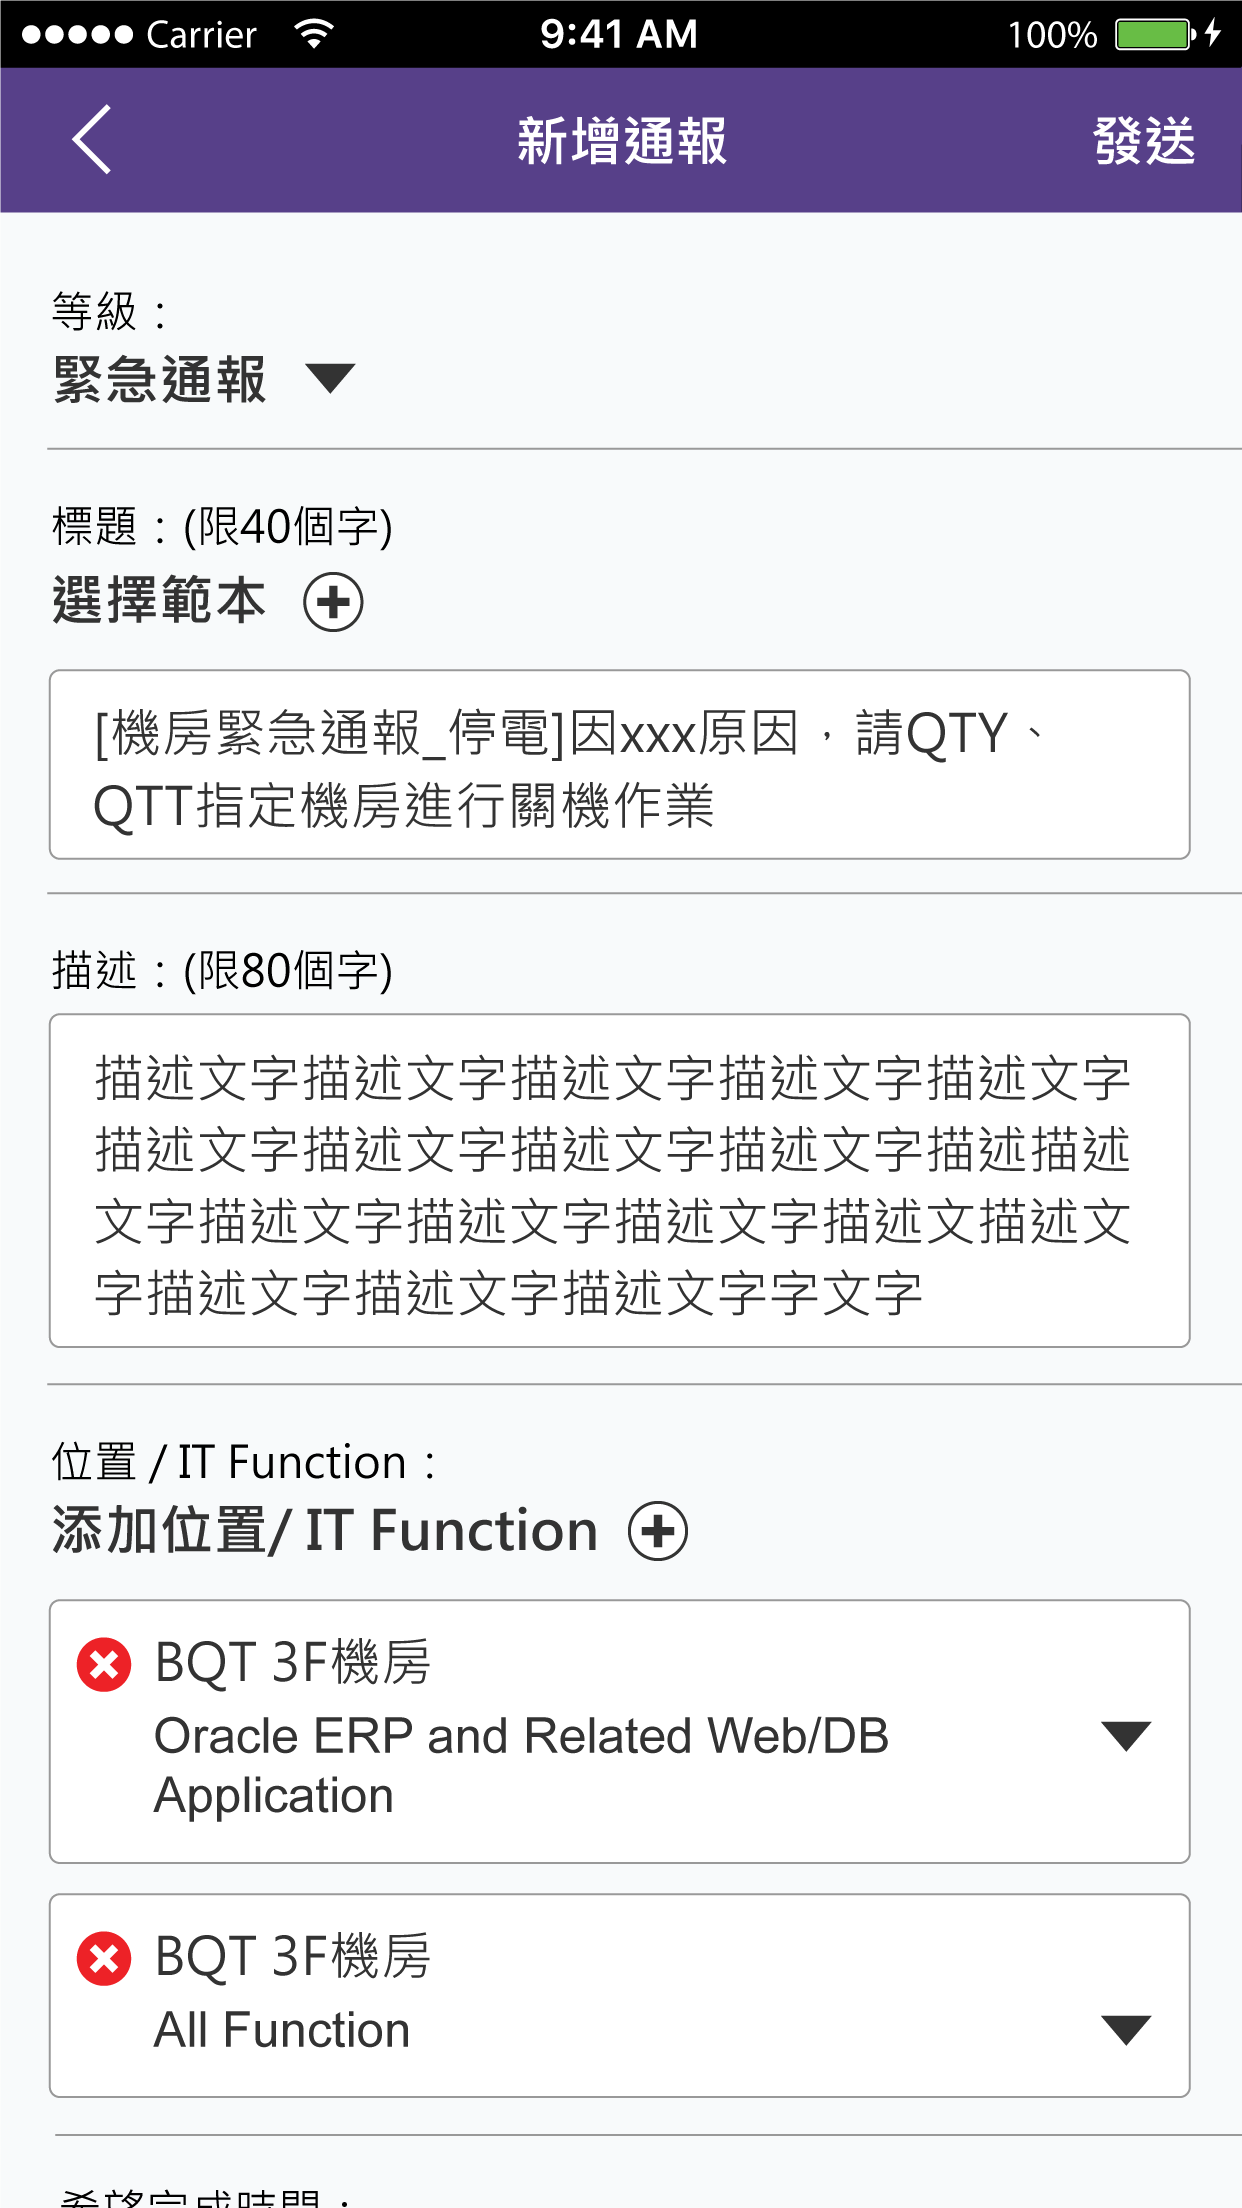 Carrier 9:41 AM 100%
新增通報 發送
等級：
緊急通報
標題：(限40個字)
選擇範本
[機房緊急通報_停電]因xxx原因，請QTY、
QTT指定機房進行關機作業
描述：(限80個字)
描述文字描述文字描述文字描述文字描述文字
描述文字描述文字描述文字描述文字描述描述
文字描述文字描述文字描述文字描述文描述文
字描述文字描述文字描述文字字文字
位置 / IT Function：
添加位置/ IT Function
BQT 3F機房
Oracle ERP and Related Web/DB
Application
BQT 3F機房
All Function
希望完成時間：